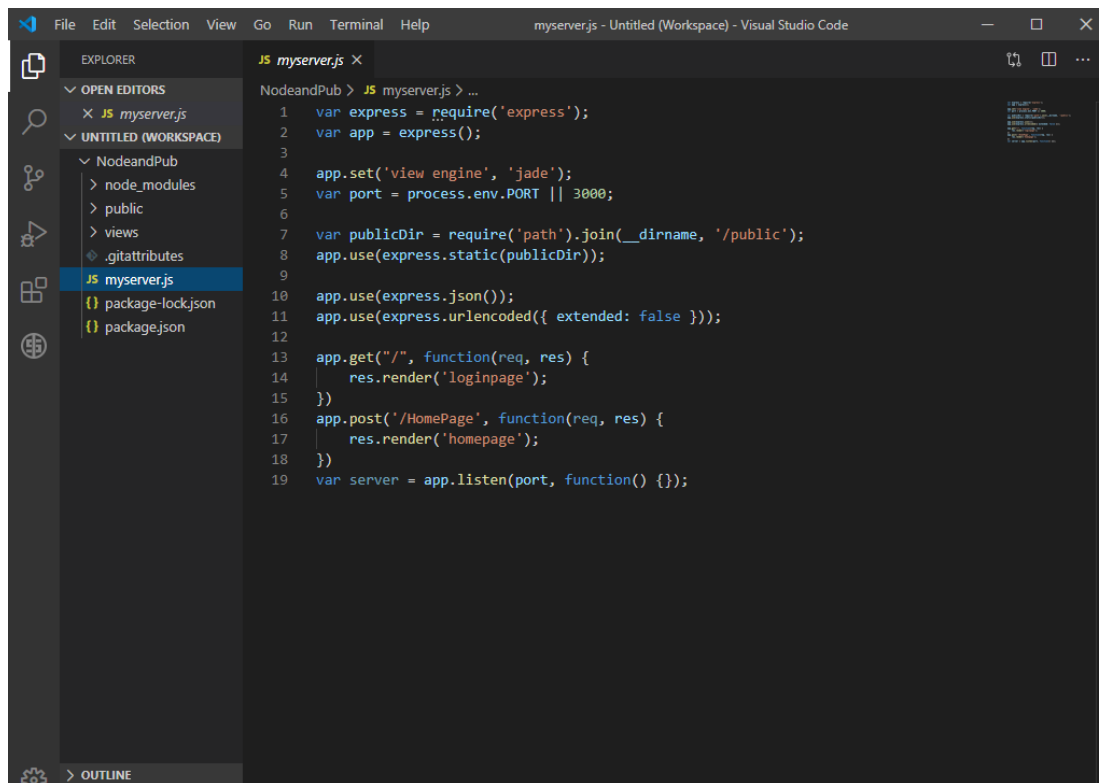 File Edit Selection View Go Run Terminal Help myserver.js - Untitled (Workspace) - Visual Studio Code
EXPLORER
OPEN EDITORS
JS myserver.js
UNTITLED (WORKSPACE)
NodeandPub
node_modules
public
views
.gitattributes
JS myserver.js
{} package-lock.json
{} package.json
OUTLINE
JS myserver.js
NodeandPub > JS myserver.js > ...
1 var express = require('express');
2 var app = express();
3
4 app.set('view engine', 'jade');
5 var port = process.env.PORT || 3000;
6
7 var publicDir = require('path').join(__dirname, '/public');
8 app.use(express.static(publicDir));
9
10 app.use(express.json());
11 app.use(express.urlencoded({ extended: false }));
12
13 app.get("/", function(req, res) {
14     res.render('loginpage');
15 })
16 app.post('/HomePage', function(req, res) {
17     res.render('homepage');
18 })
19 var server = app.listen(port, function() {});